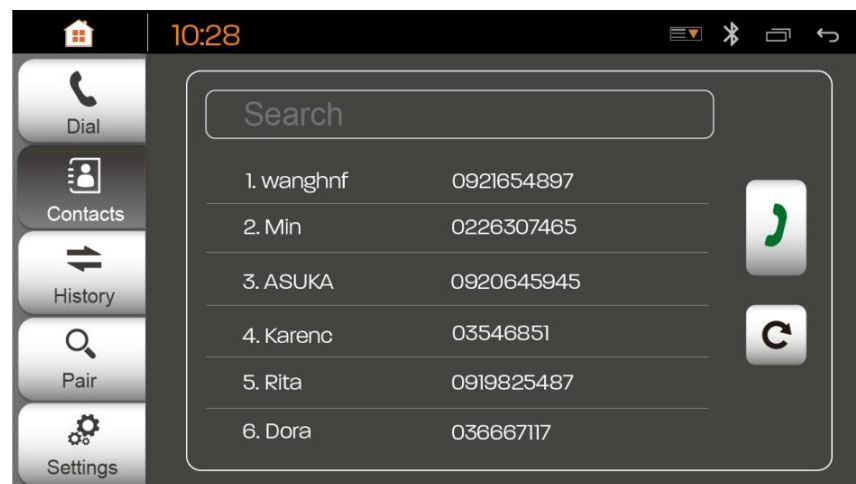 10:28
Dial
Contacts
History
Pair
Settings
Search
1. wanghnf 0921654897
2. Min 0226307465
3. ASUKA 0920645945
4. Karenc 03546851
5. Rita 0919825487
6. Dora 036667117